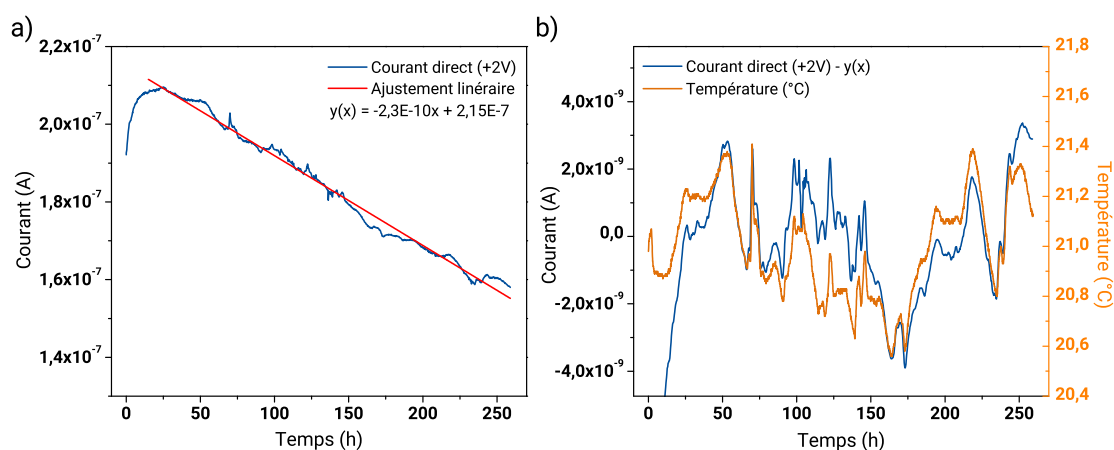 a)
2,2x10⁻⁷
2,0x10⁻⁷
1,8x10⁻⁷
1,6x10⁻⁷
1,4x10⁻⁷
Courant (A)
Courant direct (+2V)
Ajustement linéraire
y(x) = -2,3E-10x + 2,15E-7
0 50 100 150 200 250
Temps (h)
b)
4,0x10⁻⁹
2,0x10⁻⁹
0,0
-2,0x10⁻⁹
-4,0x10⁻⁹
Courant (A)
Courant direct (+2V) - y(x)
Température (°C)
21,8
21,6
21,4
21,2
21,0
20,8
20,6
20,4
Température (°C)
0 50 100 150 200 250
Temps (h)